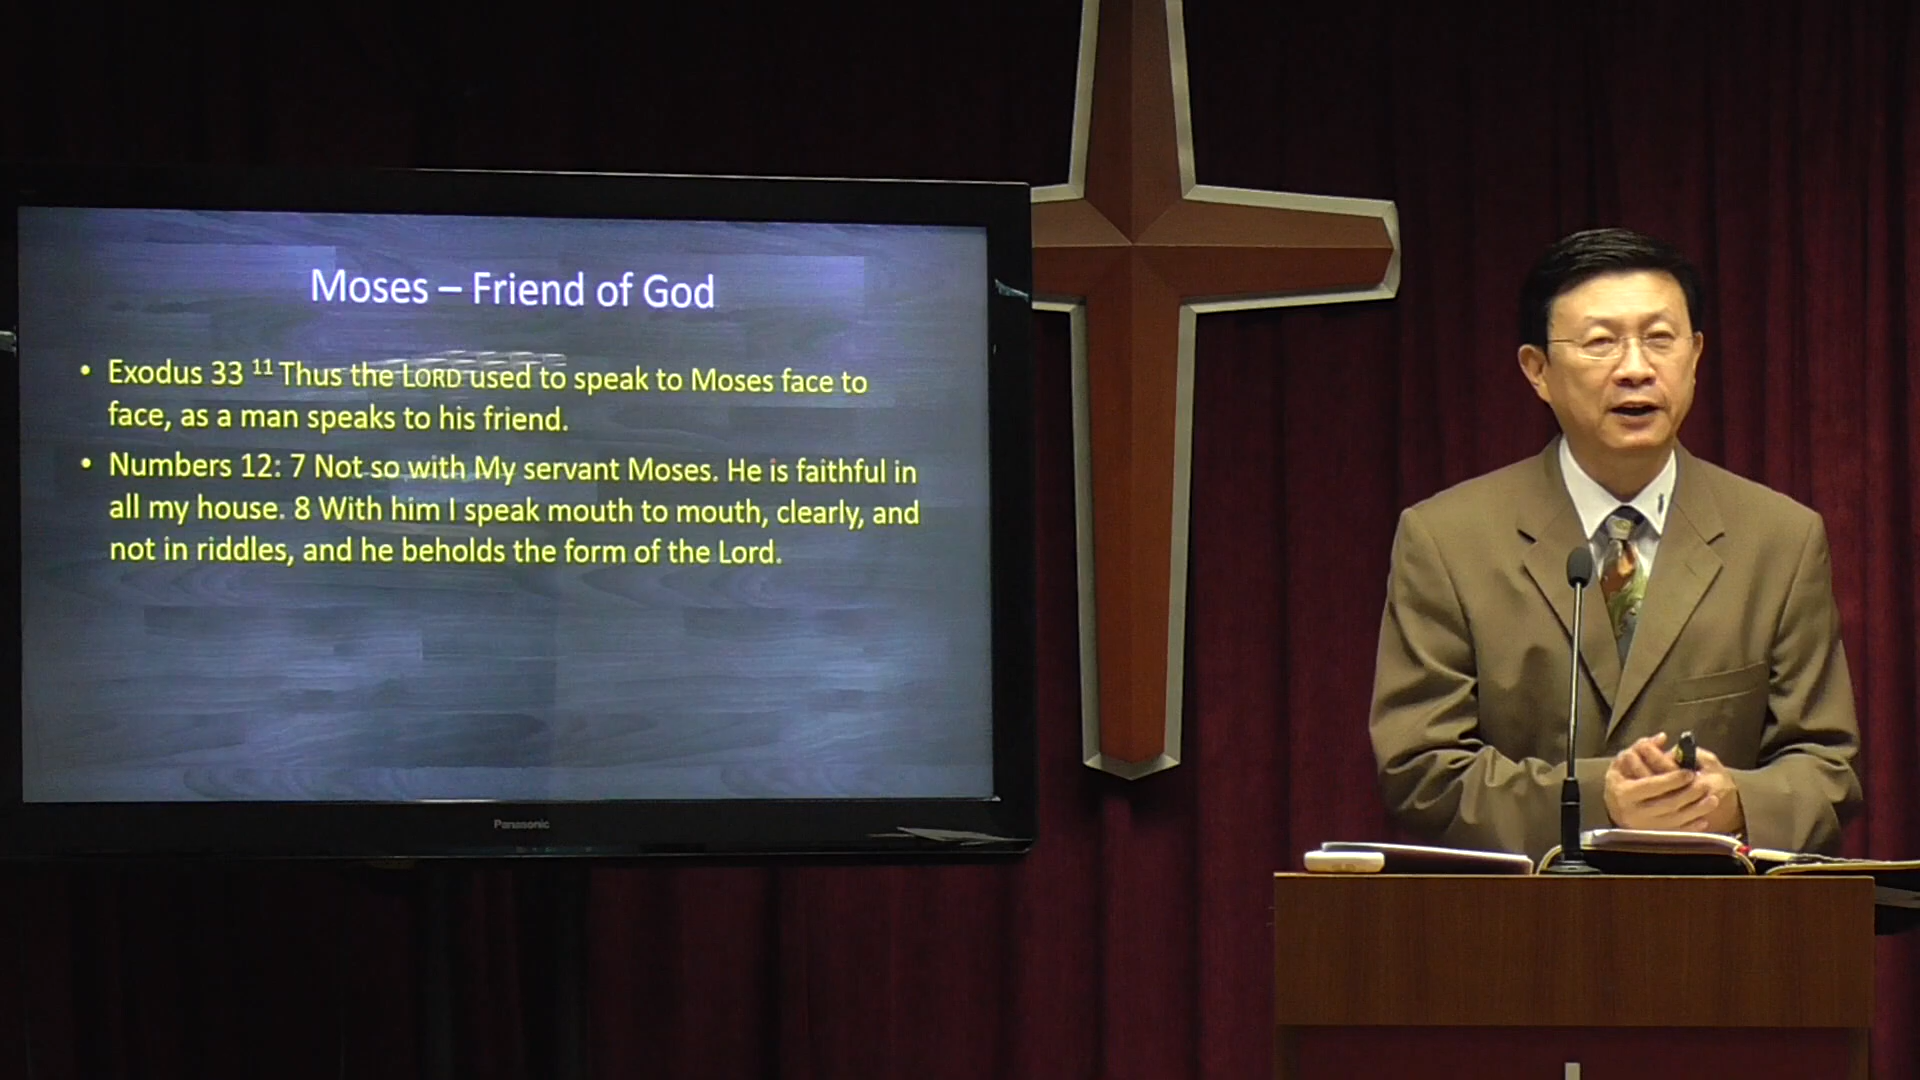 Moses – Friend of God
• Exodus 33 ¹¹ Thus the LORD used to speak to Moses face to
face, as a man speaks to his friend.
• Numbers 12: 7 Not so with My servant Moses. He is faithful in
all my house. 8 With him I speak mouth to mouth, clearly, and
not in riddles, and he beholds the form of the Lord.
Panasonic